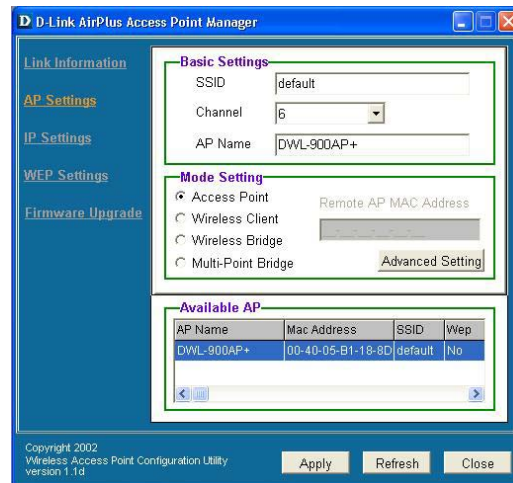 D D-Link AirPlus Access Point Manager
Link Information
AP Settings
IP Settings
WEP Settings
Firmware Upgrade
Basic Settings
SSID default
Channel 6
AP Name DWL-900AP+
Mode Setting
Access Point
Wireless Client
Wireless Bridge
Multi-Point Bridge
Remote AP MAC Address
Advanced Setting
Available AP
AP Name Mac Address SSID Wep
DWL-900AP+ 00-40-05-B1-18-8D default No
Copyright 2002
Wireless Access Point Configuration Utility
version 1.1d
Apply Refresh Close